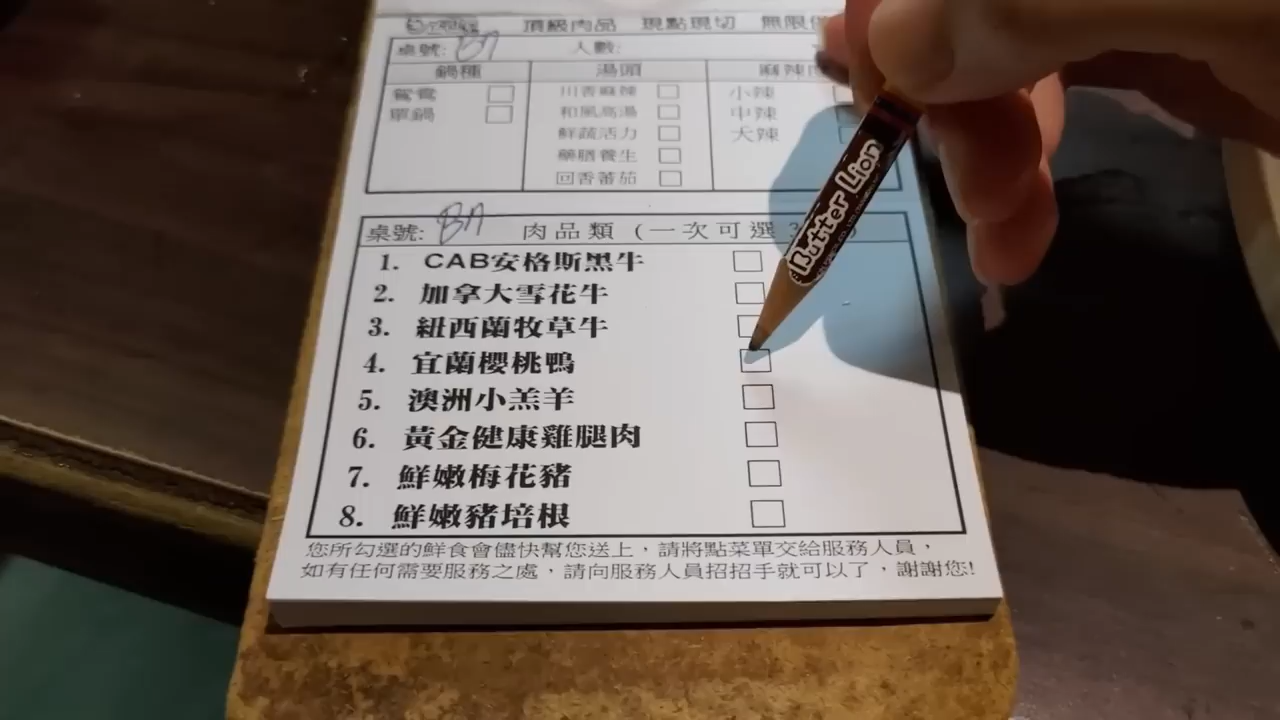 頂級肉品 現點現切 無限
桌號: BA 人數:
鍋種 湯頭 麻辣
鴛鴦 川香麻辣 小辣
單鍋 和風高湯 中辣
鮮蔬活力 大辣
藥膳養生
茴香蕃茄
桌號: BA 肉品類 (一次可選 3
1. CAB安格斯黑牛
2. 加拿大雪花牛
3. 紐西蘭牧草牛
4. 宜蘭櫻桃鴨
5. 澳洲小羔羊
6. 黃金健康雞腿肉
7. 鮮嫩梅花豬
8. 鮮嫩豬培根
您所勾選的鮮食會儘快幫您送上,請將點菜單交給服務人員,
如有任何需要服務之處,請向服務人員招招手就可以了,謝謝您!
Butter Lion